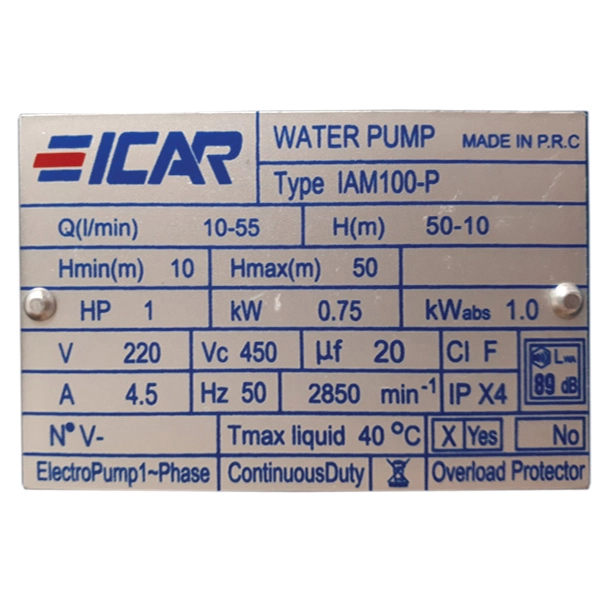 EICAR
WATER PUMP MADE IN P.R.C
Type IAM100-P
Q(l/min) 10-55 H(m) 50-10
Hmin(m) 10 Hmax(m) 50
HP 1 kW 0.75 kWabs 1.0
V 220 Vc 450 µf 20 Cl F LWA
A 4.5 Hz 50 2850 min-1 IP X4 89 dB
N° V- Tmax liquid 40 °C X Yes No
ElectroPump1~Phase ContinuousDuty Overload Protector